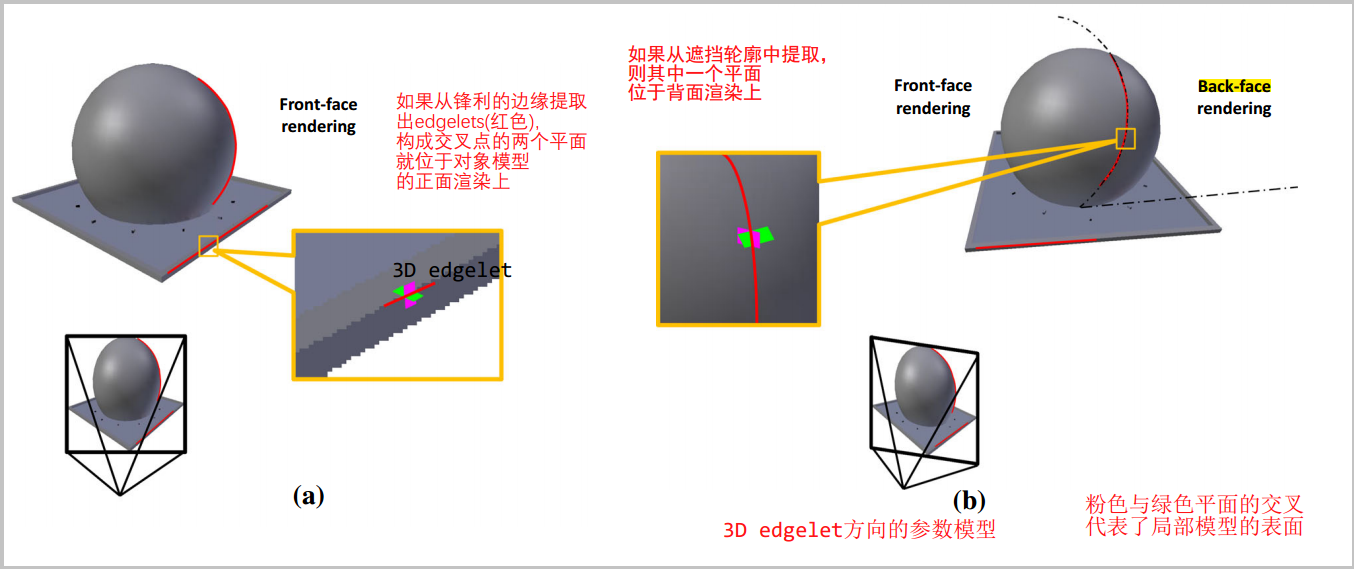 Front-face
rendering
如果从锋利的边缘提取
出edgelets(红色),
构成交叉点的两个平面
就位于对象模型
的正面渲染上
3D edgelet
(a)
如果从遮挡轮廓中提取,
则其中一个平面
位于背面渲染上
Front-face
rendering
Back-face
rendering
(b)
3D edgelet方向的参数模型
粉色与绿色平面的交叉
代表了局部模型的表面